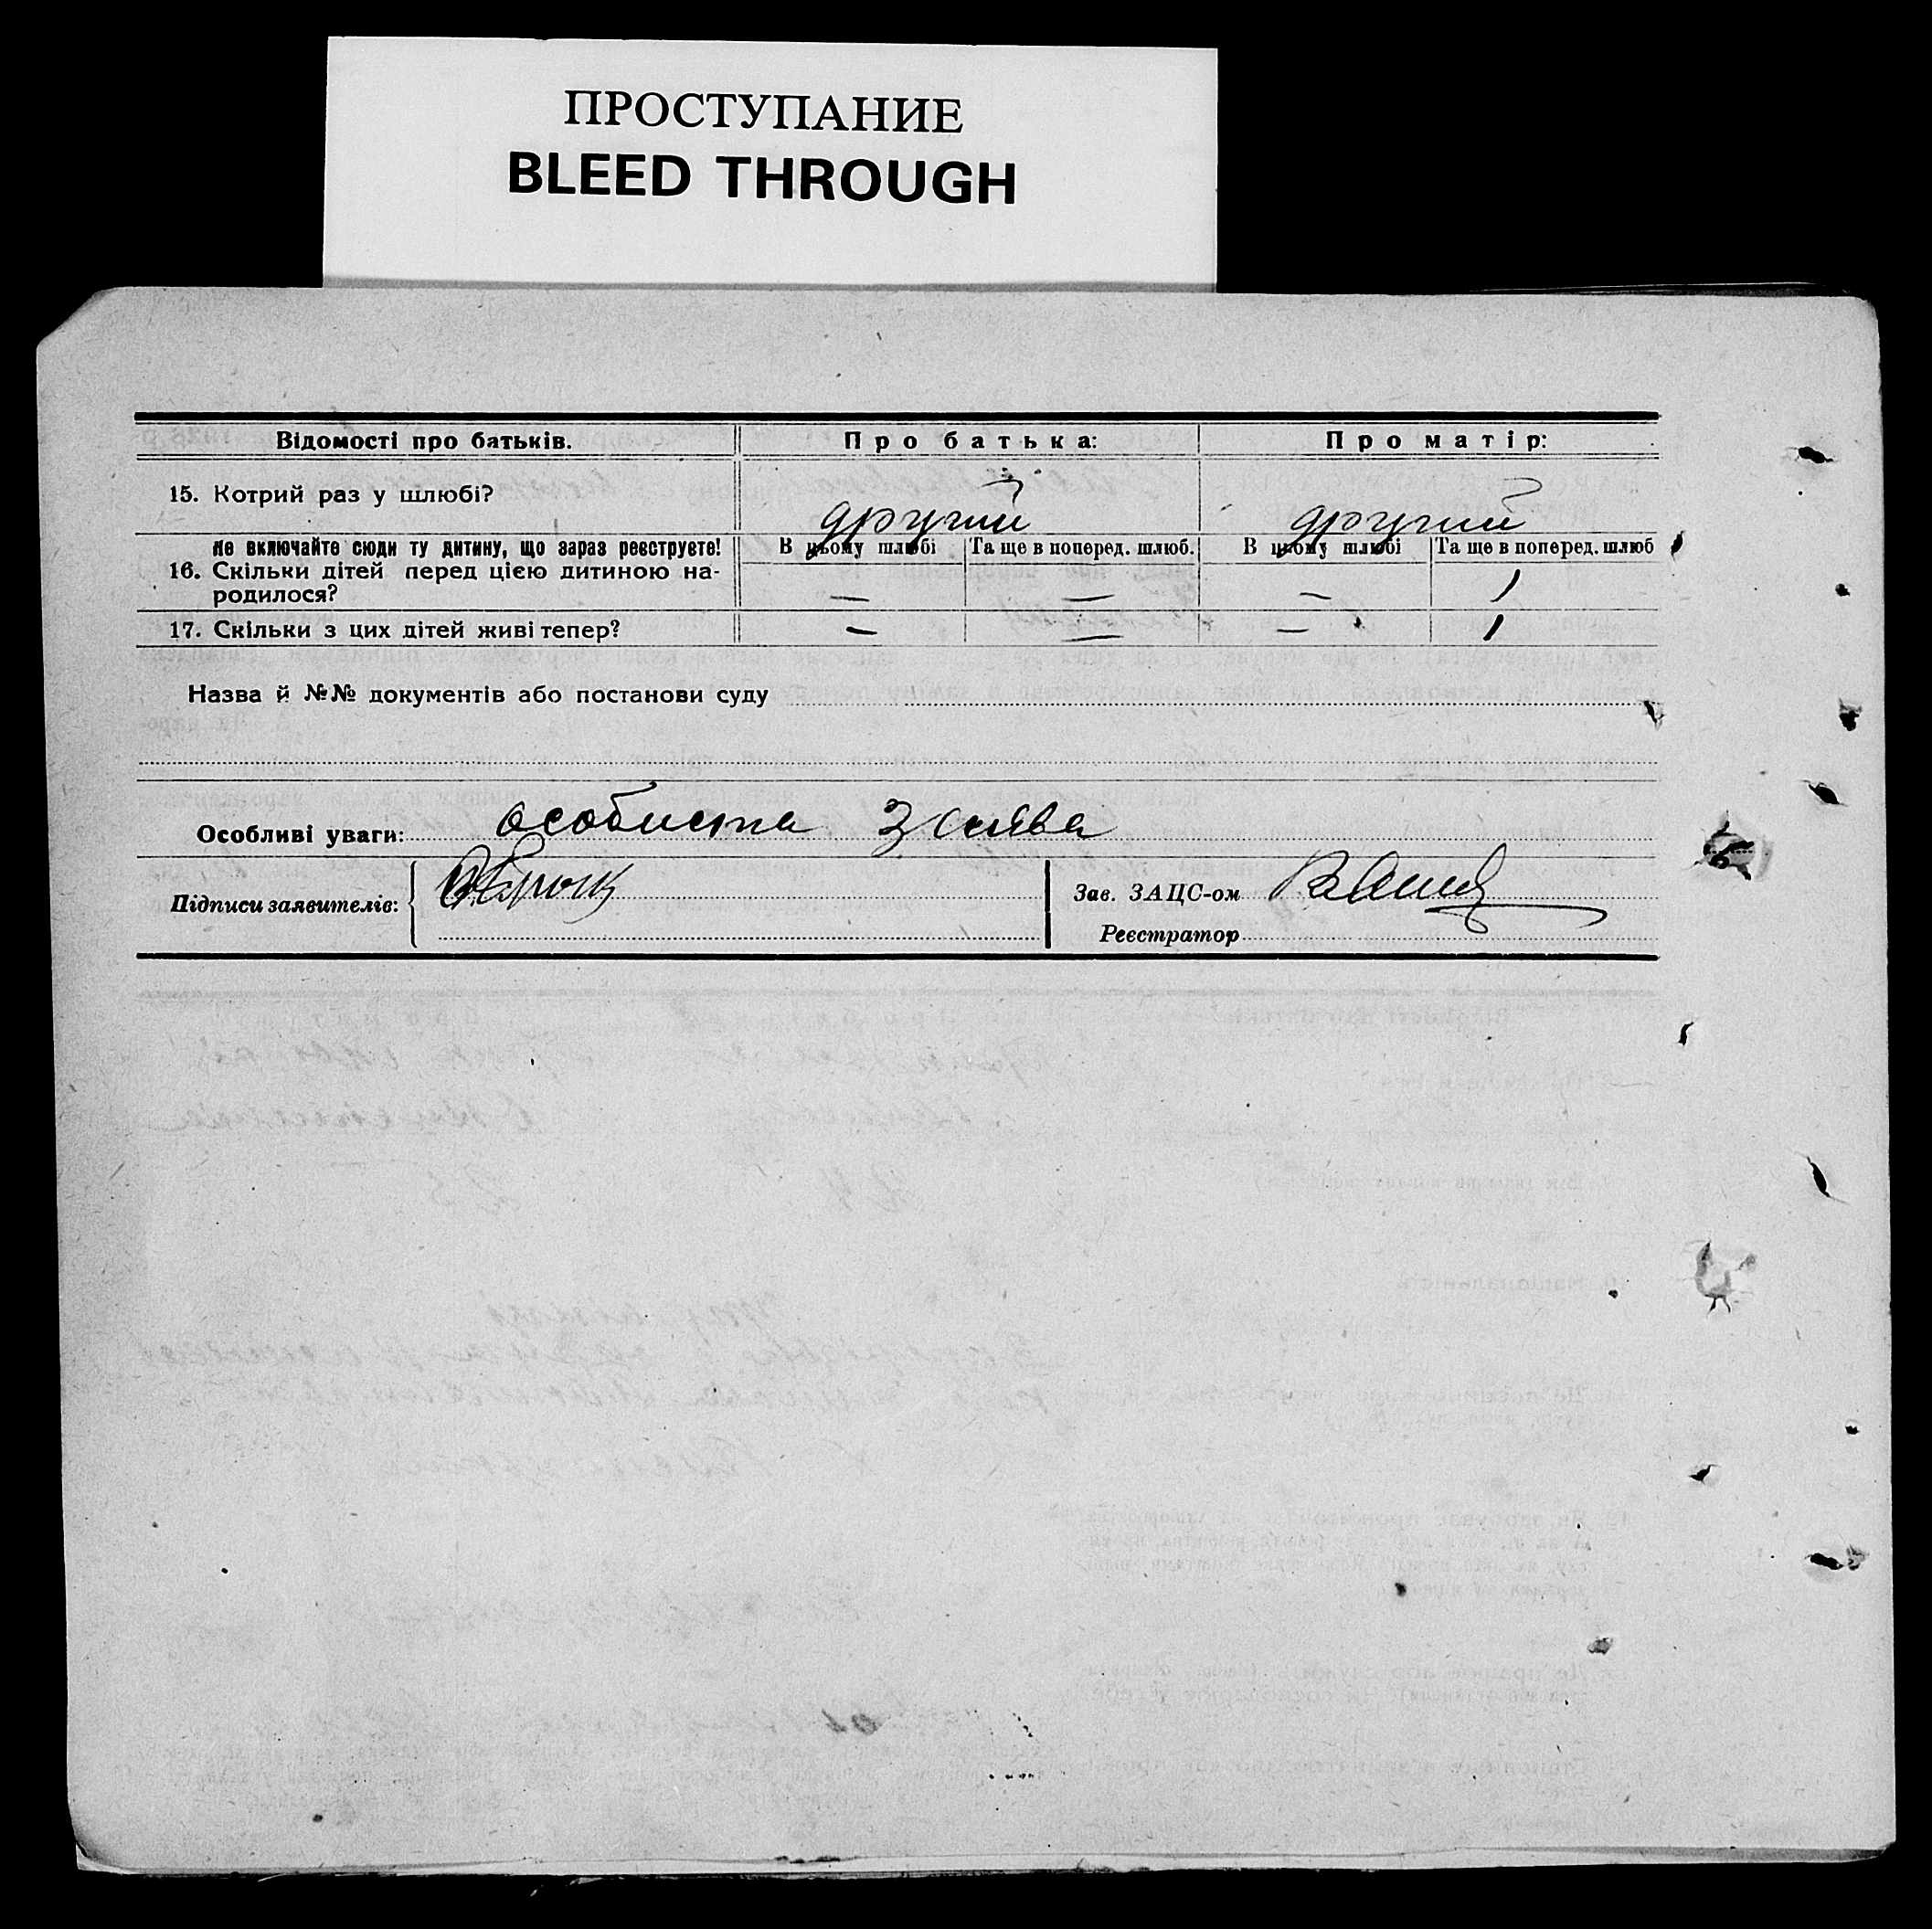 ПРОСТУПАНИЕ
BLEED THROUGH
Відомості про батьків. Про батька: Про матір:
15. Котрий раз у шлюбі? другий другий
Не включайте сюди ту дитину, що зараз реєструєте! В цьому шлюбі Та ще в поперед. шлюб. В цьому шлюбі Та ще в поперед. шлюб
16. Скільки дітей перед цією дитиною на-
родилося? — — — 1
17. Скільки з цих дітей живі тепер? — — — 1
Назва й №№ документів або постанови суду
Особливі уваги: особиста заява
Підписи заявителів: Зав. ЗАЦС-ом
Реєстратор